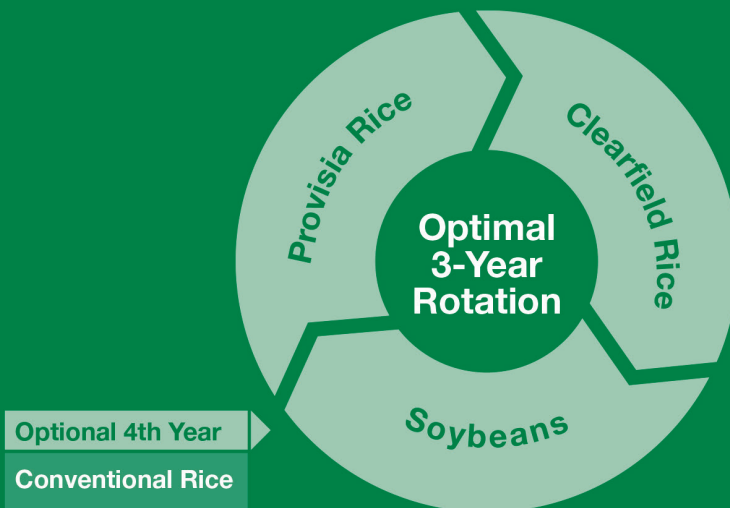 Provisia Rice
Clearfield Rice
Optimal
3-Year
Rotation
Soybeans
Optional 4th Year
Conventional Rice